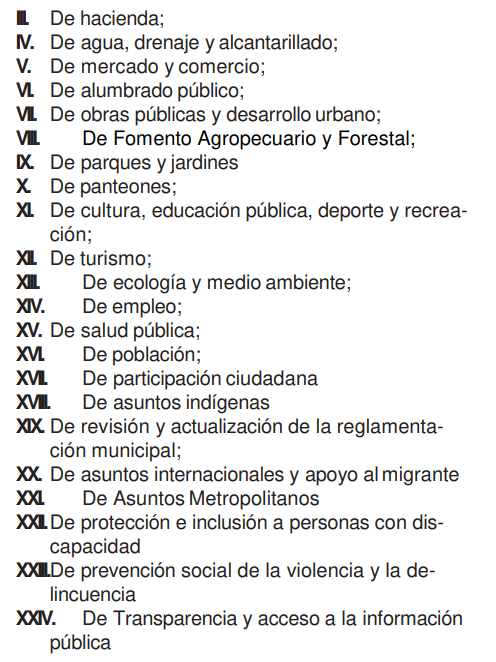 III. De hacienda;
IV. De agua, drenaje y alcantarillado;
V. De mercado y comercio;
VI. De alumbrado público;
VII. De obras públicas y desarrollo urbano;
VIII. De Fomento Agropecuario y Forestal;
IX. De parques y jardines
X. De panteones;
XI. De cultura, educación pública, deporte y recrea-
ción;
XII. De turismo;
XIII. De ecología y medio ambiente;
XIV. De empleo;
XV. De salud pública;
XVI. De población;
XVII. De participación ciudadana
XVIII. De asuntos indígenas
XIX. De revisión y actualización de la reglamenta-
ción municipal;
XX. De asuntos internacionales y apoyo al migrante
XXI. De Asuntos Metropolitanos
XXII. De protección e inclusión a personas con dis-
capacidad
XXIII. De prevención social de la violencia y la de-
lincuencia
XXIV. De Transparencia y acceso a la información
pública